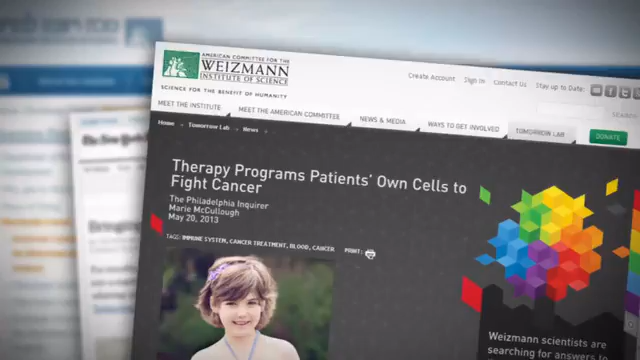 AMERICAN COMMITTEE FOR THE
WEIZMANN
INSTITUTE OF SCIENCE
SCIENCE FOR THE BENEFIT OF HUMANITY
Create Account Sign In Contact Us Stay up to Date:
SEARCH
MEET THE INSTITUTE MEET THE AMERICAN COMMITTEE NEWS & MEDIA WAYS TO GET INVOLVED TOMORROW LAB DONATE
Home Tomorrow Lab News
Therapy Programs Patients' Own Cells to
Fight Cancer
The Philadelphia Inquirer
Marie McCullough
May 20, 2013
TAGS: IMMUNE SYSTEM, CANCER TREATMENT, BLOOD, CANCER PRINT:
Weizmann scientists are
searching for answers to